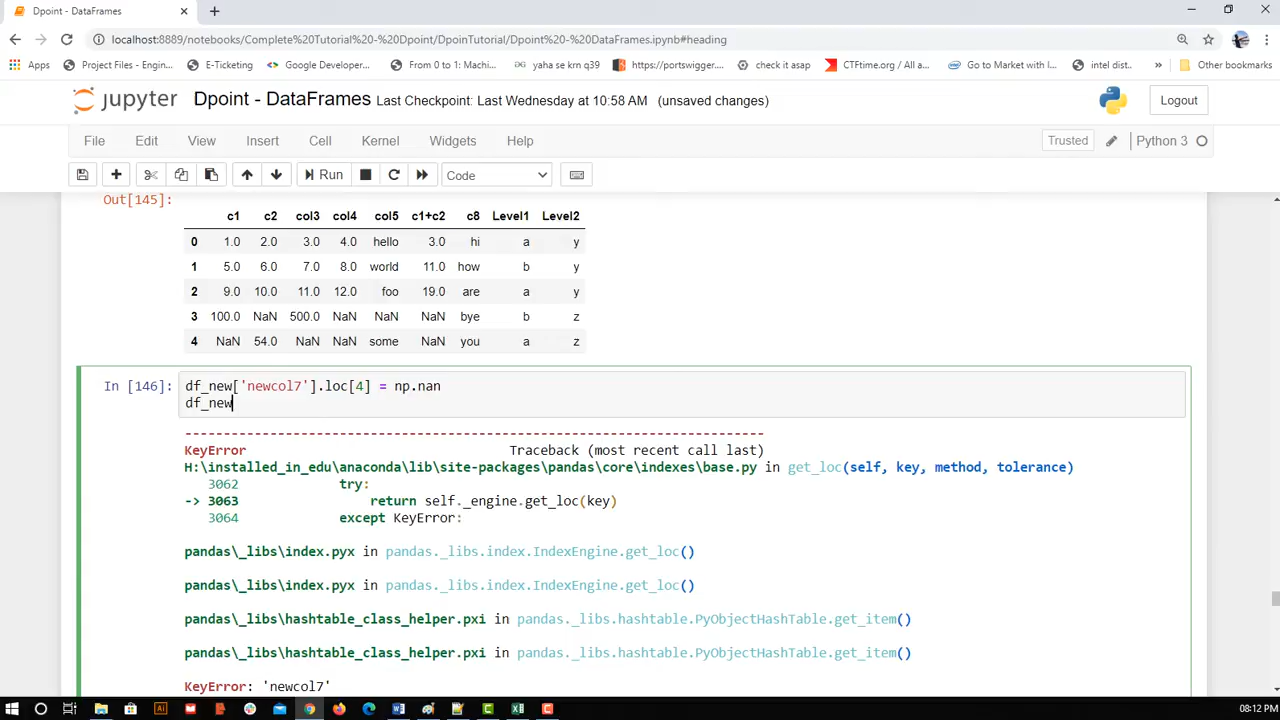 Dpoint - DataFrames
localhost:8889/notebooks/Complete%20Tutorial%20-%20Dpoint/DpoinTutorial/Dpoint%20-%20DataFrames.ipynb#heading
Apps Project Files - Engin... E-Ticketing Google Developer... From 0 to 1: Machi... yaha se krn q39 https://portswigger.... check it asap CTFtime.org / All a... Go to Market with I... intel dist.. » Other bookmarks
jupyter Dpoint - DataFrames Last Checkpoint: Last Wednesday at 10:58 AM (unsaved changes) Logout
File Edit View Insert Cell Kernel Widgets Help Trusted Python 3
Run Code
Out[145]:
c1 c2 col3 col4 col5 c1+c2 c8 Level1 Level2
0 1.0 2.0 3.0 4.0 hello 3.0 hi a y
1 5.0 6.0 7.0 8.0 world 11.0 how b y
2 9.0 10.0 11.0 12.0 foo 19.0 are a y
3 100.0 NaN 500.0 NaN NaN NaN bye b z
4 NaN 54.0 NaN NaN some NaN you a z
In [146]: df_new['newcol7'].loc[4] = np.nan
df_new
---------------------------------------------------------------------------
KeyError Traceback (most recent call last)
H:\installed_in_edu\anaconda\lib\site-packages\pandas\core\indexes\base.py in get_loc(self, key, method, tolerance)
3062 try:
-> 3063 return self._engine.get_loc(key)
3064 except KeyError:
pandas\_libs\index.pyx in pandas._libs.index.IndexEngine.get_loc()
pandas\_libs\index.pyx in pandas._libs.index.IndexEngine.get_loc()
pandas\_libs\hashtable_class_helper.pxi in pandas._libs.hashtable.PyObjectHashTable.get_item()
pandas\_libs\hashtable_class_helper.pxi in pandas._libs.hashtable.PyObjectHashTable.get_item()
KeyError: 'newcol7'
08:12 PM